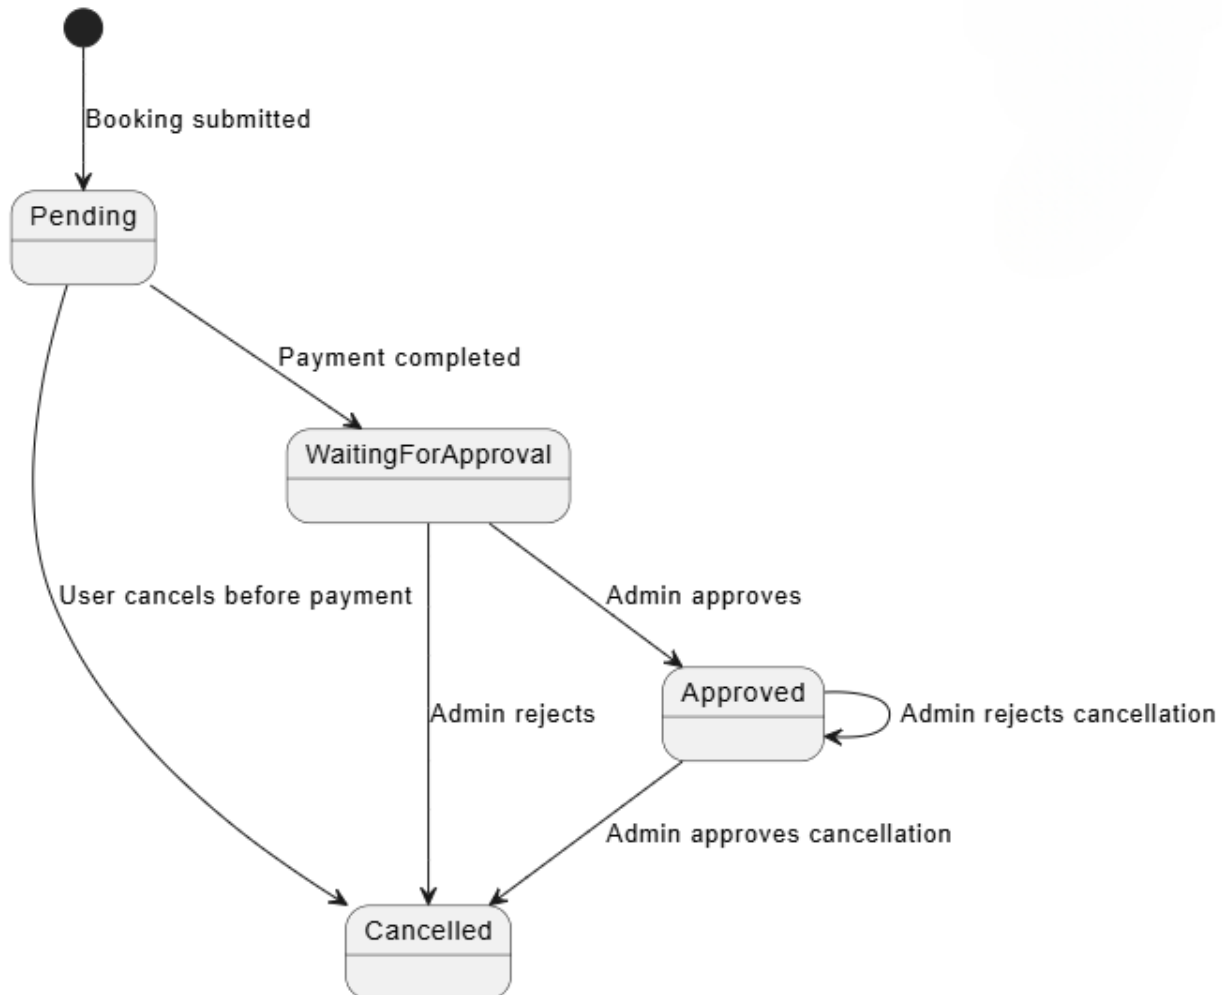 Booking submitted
Pending
Payment completed
WaitingForApproval
User cancels before payment
Admin approves
Approved
Admin rejects
Admin rejects cancellation
Admin approves cancellation
Cancelled